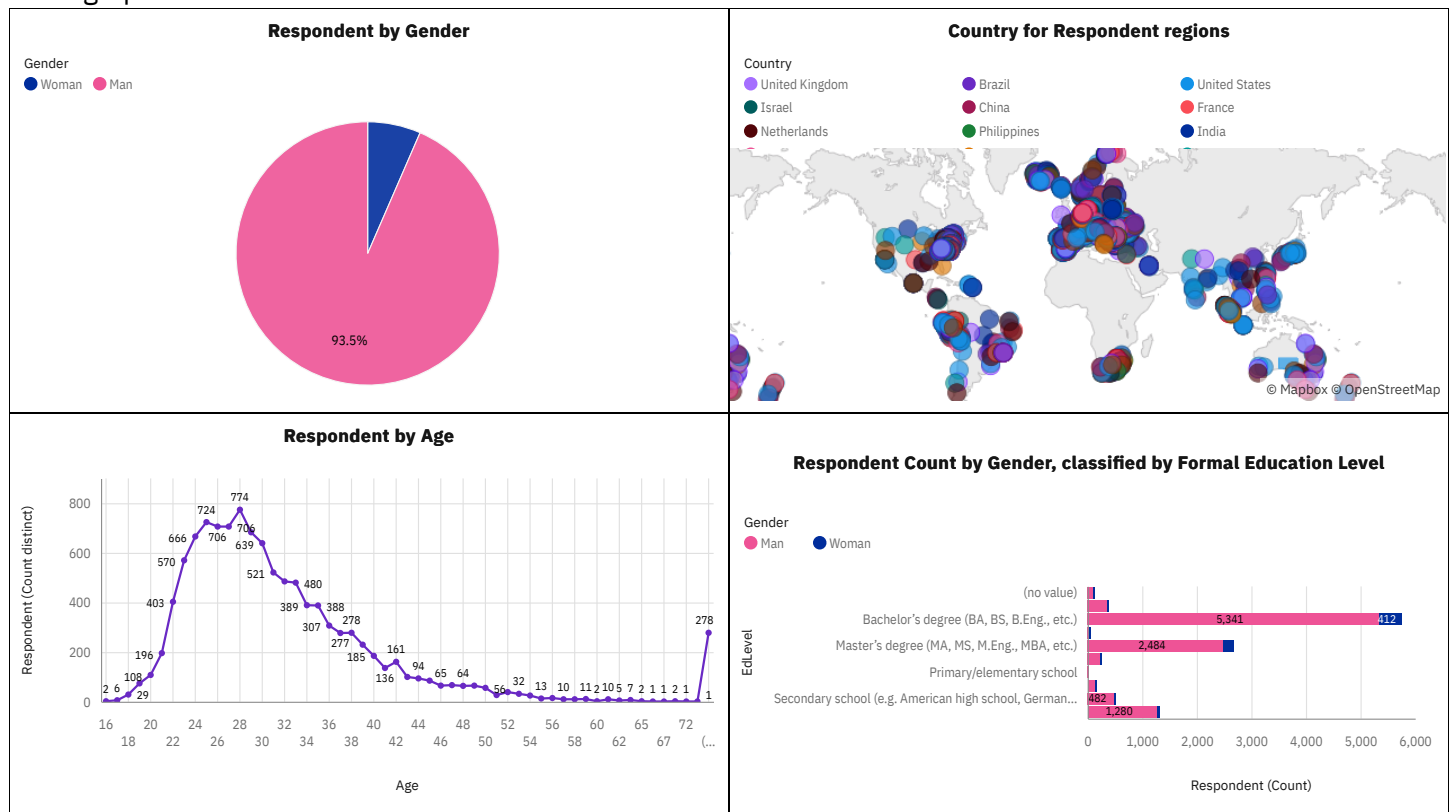 Respondent by Gender
Gender
Woman Man
93.5%
Country for Respondent regions
Country
United Kingdom Brazil United States
Israel China France
Netherlands Philippines India
© Mapbox © OpenStreetMap
Respondent by Age
Respondent (Count distinct)
800
600
400
200
0
2 6 29 108 196 403 570 666 724 706 774 706 639 521 480 389 388 307 277 278 185 136 161 94 65 64 56 32 13 10 11 2 10 5 7 2 1 1 2 1 1 278
16 20 24 28 32 36 40 44 48 52 56 60 65 72 (...
18 22 26 30 34 38 42 46 50 54 58 62 67
Age
Respondent Count by Gender, classified by Formal Education Level
Gender
Man Woman
EdLevel
(no value)
Bachelor's degree (BA, BS, B.Eng., etc.) 5,341 412
Master's degree (MA, MS, M.Eng., MBA, etc.) 2,484
Primary/elementary school
Secondary school (e.g. American high school, German... 482
1,280
0 1,000 2,000 3,000 4,000 5,000 6,000
Respondent (Count)